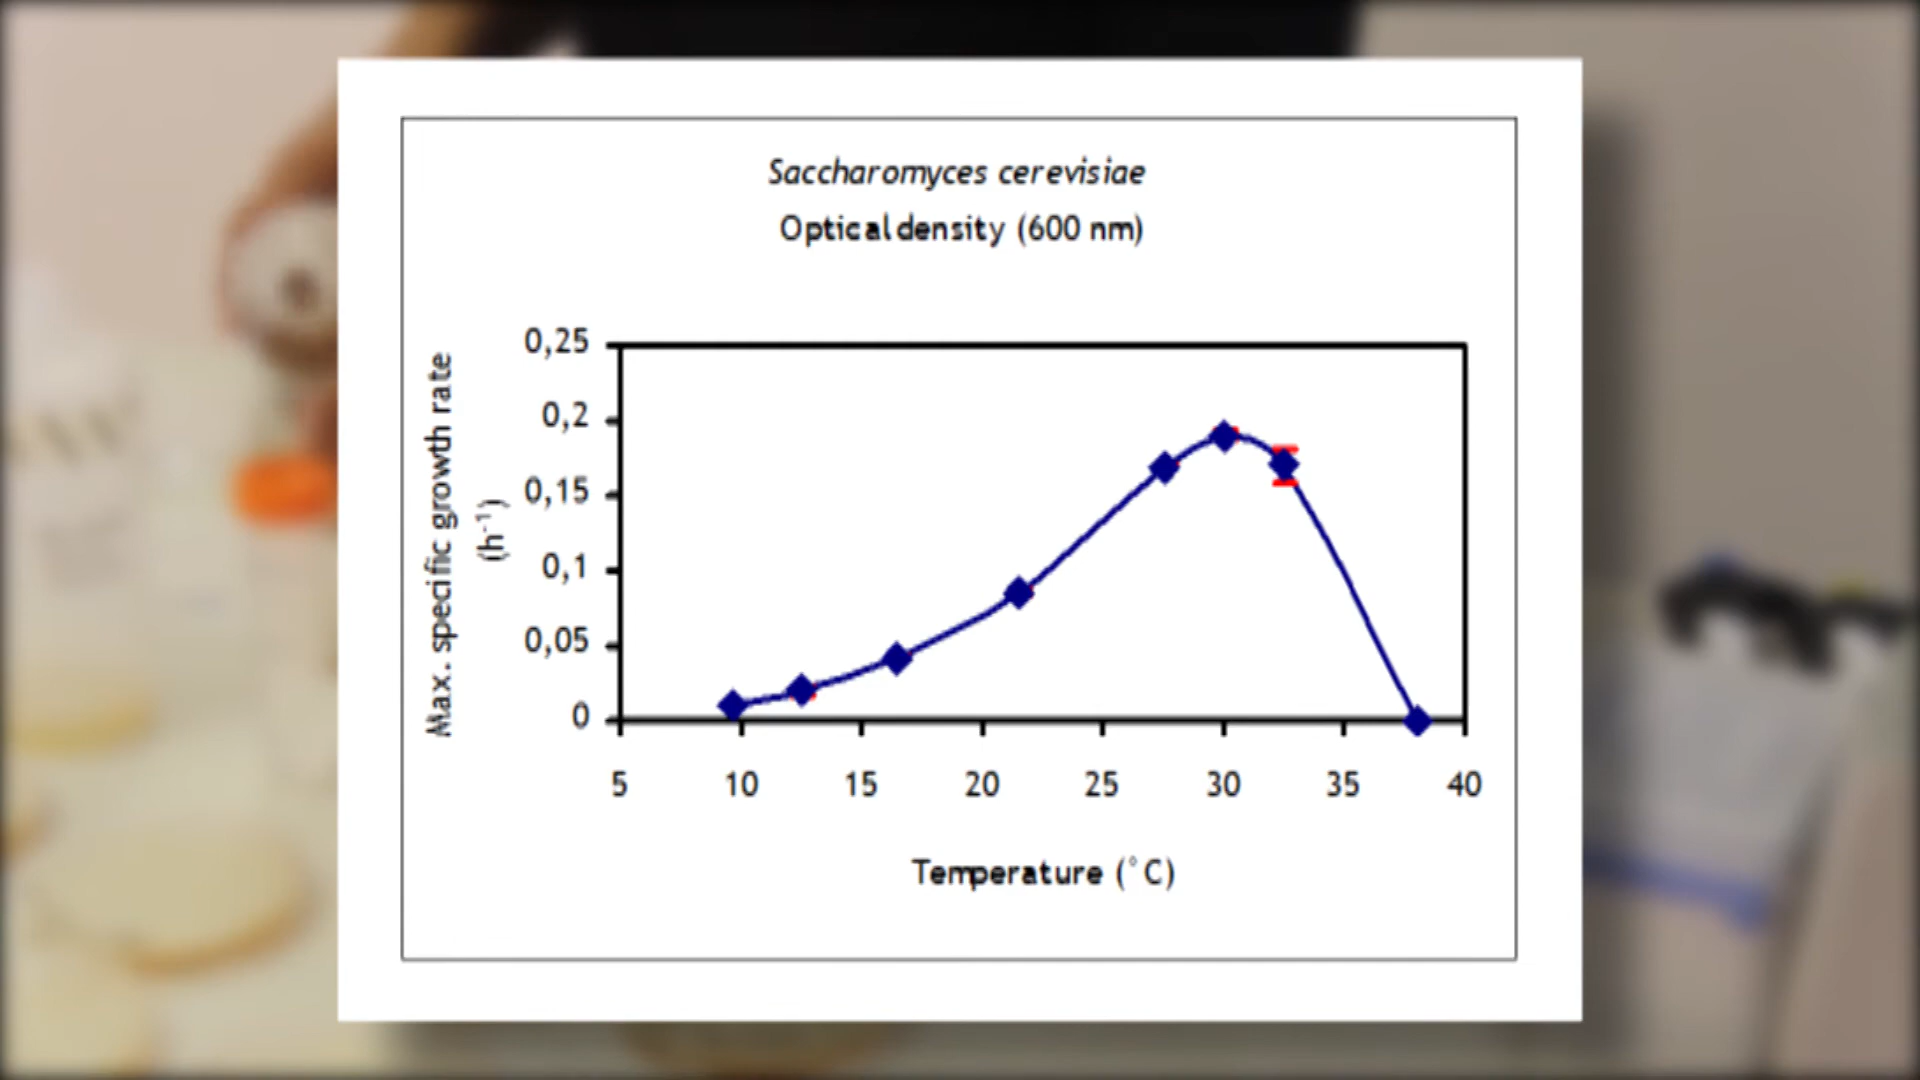 Saccharomyces cerevisiae
Optical density (600 nm)
Max. specific growth rate
(h⁻¹)
0,25
0,2
0,15
0,1
0,05
0
5 10 15 20 25 30 35 40
Temperature (°C)